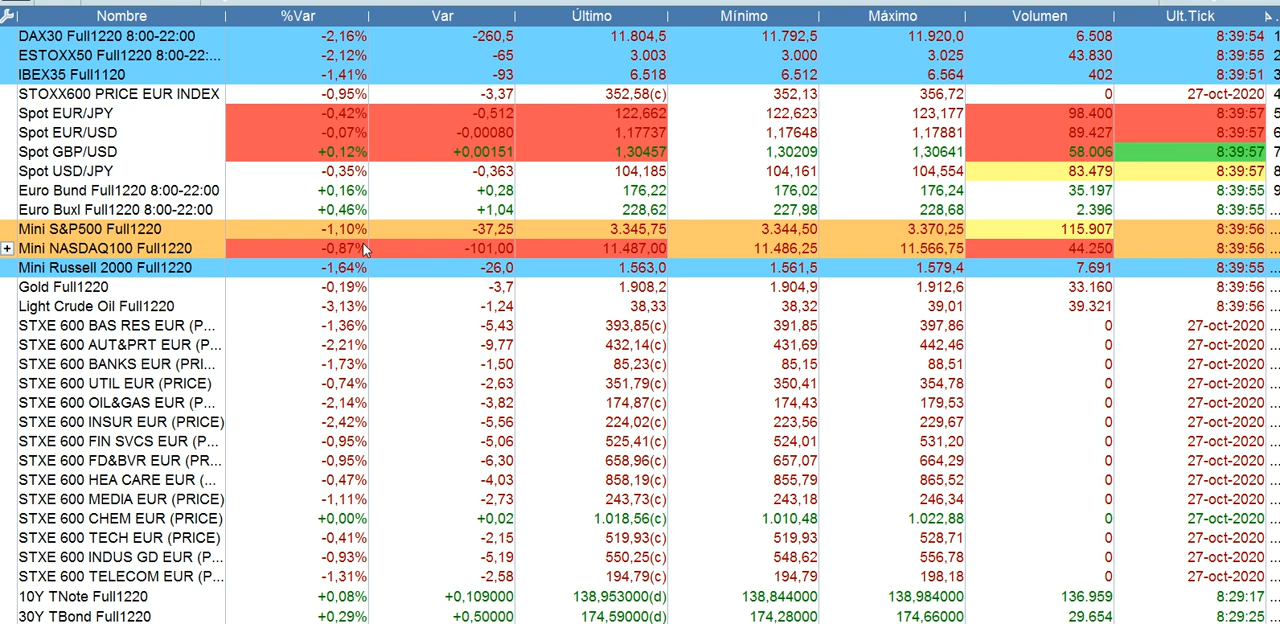 Nombre %Var Var Último Mínimo Máximo Volumen Ult.Tick
DAX30 Full1220 8:00-22:00 -2,16% -260,5 11.804,5 11.792,5 11.920,0 6.508 8:39:54 1
ESTOXX50 Full1220 8:00-22:... -2,12% -65 3.003 3.000 3.025 43.830 8:39:55 2
IBEX35 Full1120 -1,41% -93 6.518 6.512 6.564 402 8:39:51 3
STOXX600 PRICE EUR INDEX -0,95% -3,37 352,58(c) 352,13 356,72 0 27-oct-2020 4
Spot EUR/JPY -0,42% -0,512 122,662 122,623 123,177 98.400 8:39:57 5
Spot EUR/USD -0,07% -0,00080 1,17737 1,17648 1,17881 89.427 8:39:57 6
Spot GBP/USD +0,12% +0,00151 1,30457 1,30209 1,30641 58.006 8:39:57 7
Spot USD/JPY -0,35% -0,363 104,185 104,161 104,554 83.479 8:39:57 8
Euro Bund Full1220 8:00-22:00 +0,16% +0,28 176,22 176,02 176,24 35.197 8:39:55 9
Euro Buxl Full1220 8:00-22:00 +0,46% +1,04 228,62 227,98 228,68 2.396 8:39:55 ...
Mini S&P500 Full1220 -1,10% -37,25 3.345,75 3.344,50 3.370,25 115.907 8:39:56 ...
Mini NASDAQ100 Full1220 -0,87% -101,00 11.487,00 11.486,25 11.566,75 44.250 8:39:56 ...
Mini Russell 2000 Full1220 -1,64% -26,0 1.563,0 1.561,5 1.579,4 7.691 8:39:55 ...
Gold Full1220 -0,19% -3,7 1.908,2 1.904,9 1.912,6 33.160 8:39:56 ...
Light Crude Oil Full1220 -3,13% -1,24 38,33 38,32 39,01 39.321 8:39:56 ...
STXE 600 BAS RES EUR (P... -1,36% -5,43 393,85(c) 391,85 397,86 0 27-oct-2020 ...
STXE 600 AUT&PRT EUR (P... -2,21% -9,77 432,14(c) 431,69 442,46 0 27-oct-2020 ...
STXE 600 BANKS EUR (PRI... -1,73% -1,50 85,23(c) 85,15 88,51 0 27-oct-2020 ...
STXE 600 UTIL EUR (PRICE) -0,74% -2,63 351,79(c) 350,41 354,78 0 27-oct-2020 ...
STXE 600 OIL&GAS EUR (P... -2,14% -3,82 174,87(c) 174,43 179,53 0 27-oct-2020 ...
STXE 600 INSUR EUR (PRICE) -2,42% -5,56 224,02(c) 223,56 229,67 0 27-oct-2020 ...
STXE 600 FIN SVCS EUR (P... -0,95% -5,06 525,41(c) 524,01 531,20 0 27-oct-2020 ...
STXE 600 FD&BVR EUR (PR... -0,95% -6,30 658,96(c) 657,07 664,29 0 27-oct-2020 ...
STXE 600 HEA CARE EUR (... -0,47% -4,03 858,19(c) 855,79 865,52 0 27-oct-2020 ...
STXE 600 MEDIA EUR (PRICE) -1,11% -2,73 243,73(c) 243,18 246,34 0 27-oct-2020 ...
STXE 600 CHEM EUR (PRICE) +0,00% +0,02 1.018,56(c) 1.010,48 1.022,88 0 27-oct-2020 ...
STXE 600 TECH EUR (PRICE) -0,41% -2,15 519,93(c) 519,93 528,71 0 27-oct-2020 ...
STXE 600 INDUS GD EUR (P... -0,93% -5,19 550,25(c) 548,62 556,78 0 27-oct-2020 ...
STXE 600 TELECOM EUR (P... -1,31% -2,58 194,79(c) 194,79 198,18 0 27-oct-2020 ...
10Y TNote Full1220 +0,08% +0,109000 138,953000(d) 138,844000 138,984000 136.959 8:29:17 ...
30Y TBond Full1220 +0,29% +0,50000 174,59000(d) 174,28000 174,66000 29.654 8:29:25 ...